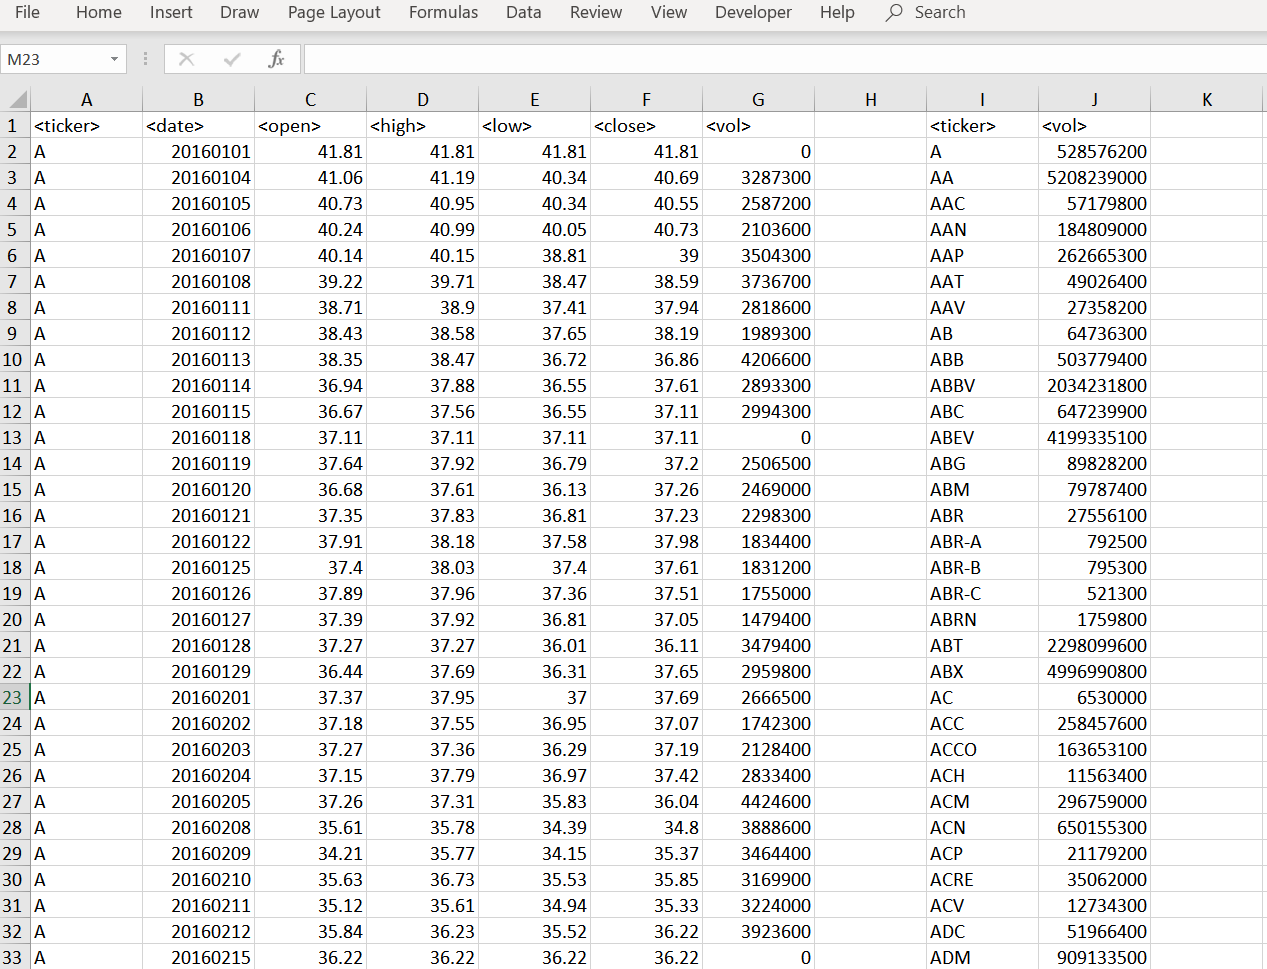 File Home Insert Draw Page Layout Formulas Data Review View Developer Help Search
M23 fx
A B C D E F G H I J K
1 <ticker> <date> <open> <high> <low> <close> <vol> <ticker> <vol>
2 A 20160101 41.81 41.81 41.81 41.81 0 A 528576200
3 A 20160104 41.06 41.19 40.34 40.69 3287300 AA 5208239000
4 A 20160105 40.73 40.95 40.34 40.55 2587200 AAC 57179800
5 A 20160106 40.24 40.99 40.05 40.73 2103600 AAN 184809000
6 A 20160107 40.14 40.15 38.81 39 3504300 AAP 262665300
7 A 20160108 39.22 39.71 38.47 38.59 3736700 AAT 49026400
8 A 20160111 38.71 38.9 37.41 37.94 2818600 AAV 27358200
9 A 20160112 38.43 38.58 37.65 38.19 1989300 AB 64736300
10 A 20160113 38.35 38.47 36.72 36.86 4206600 ABB 503779400
11 A 20160114 36.94 37.88 36.55 37.61 2893300 ABBV 2034231800
12 A 20160115 36.67 37.56 36.55 37.11 2994300 ABC 647239900
13 A 20160118 37.11 37.11 37.11 37.11 0 ABEV 4199335100
14 A 20160119 37.64 37.92 36.79 37.2 2506500 ABG 89828200
15 A 20160120 36.68 37.61 36.13 37.26 2469000 ABM 79787400
16 A 20160121 37.35 37.83 36.81 37.23 2298300 ABR 27556100
17 A 20160122 37.91 38.18 37.58 37.98 1834400 ABR-A 792500
18 A 20160125 37.4 38.03 37.4 37.61 1831200 ABR-B 795300
19 A 20160126 37.89 37.96 37.36 37.51 1755000 ABR-C 521300
20 A 20160127 37.39 37.92 36.81 37.05 1479400 ABRN 1759800
21 A 20160128 37.27 37.27 36.01 36.11 3479400 ABT 2298099600
22 A 20160129 36.44 37.69 36.31 37.65 2959800 ABX 4996990800
23 A 20160201 37.37 37.95 37 37.69 2666500 AC 6530000
24 A 20160202 37.18 37.55 36.95 37.07 1742300 ACC 258457600
25 A 20160203 37.27 37.36 36.29 37.19 2128400 ACCO 163653100
26 A 20160204 37.15 37.79 36.97 37.42 2833400 ACH 11563400
27 A 20160205 37.26 37.31 35.83 36.04 4424600 ACM 296759000
28 A 20160208 35.61 35.78 34.39 34.8 3888600 ACN 650155300
29 A 20160209 34.21 35.77 34.15 35.37 3464400 ACP 21179200
30 A 20160210 35.63 36.73 35.53 35.85 3169900 ACRE 35062000
31 A 20160211 35.12 35.61 34.94 35.33 3224000 ACV 12734300
32 A 20160212 35.84 36.23 35.52 36.22 3923600 ADC 51966400
33 A 20160215 36.22 36.22 36.22 36.22 0 ADM 909133500